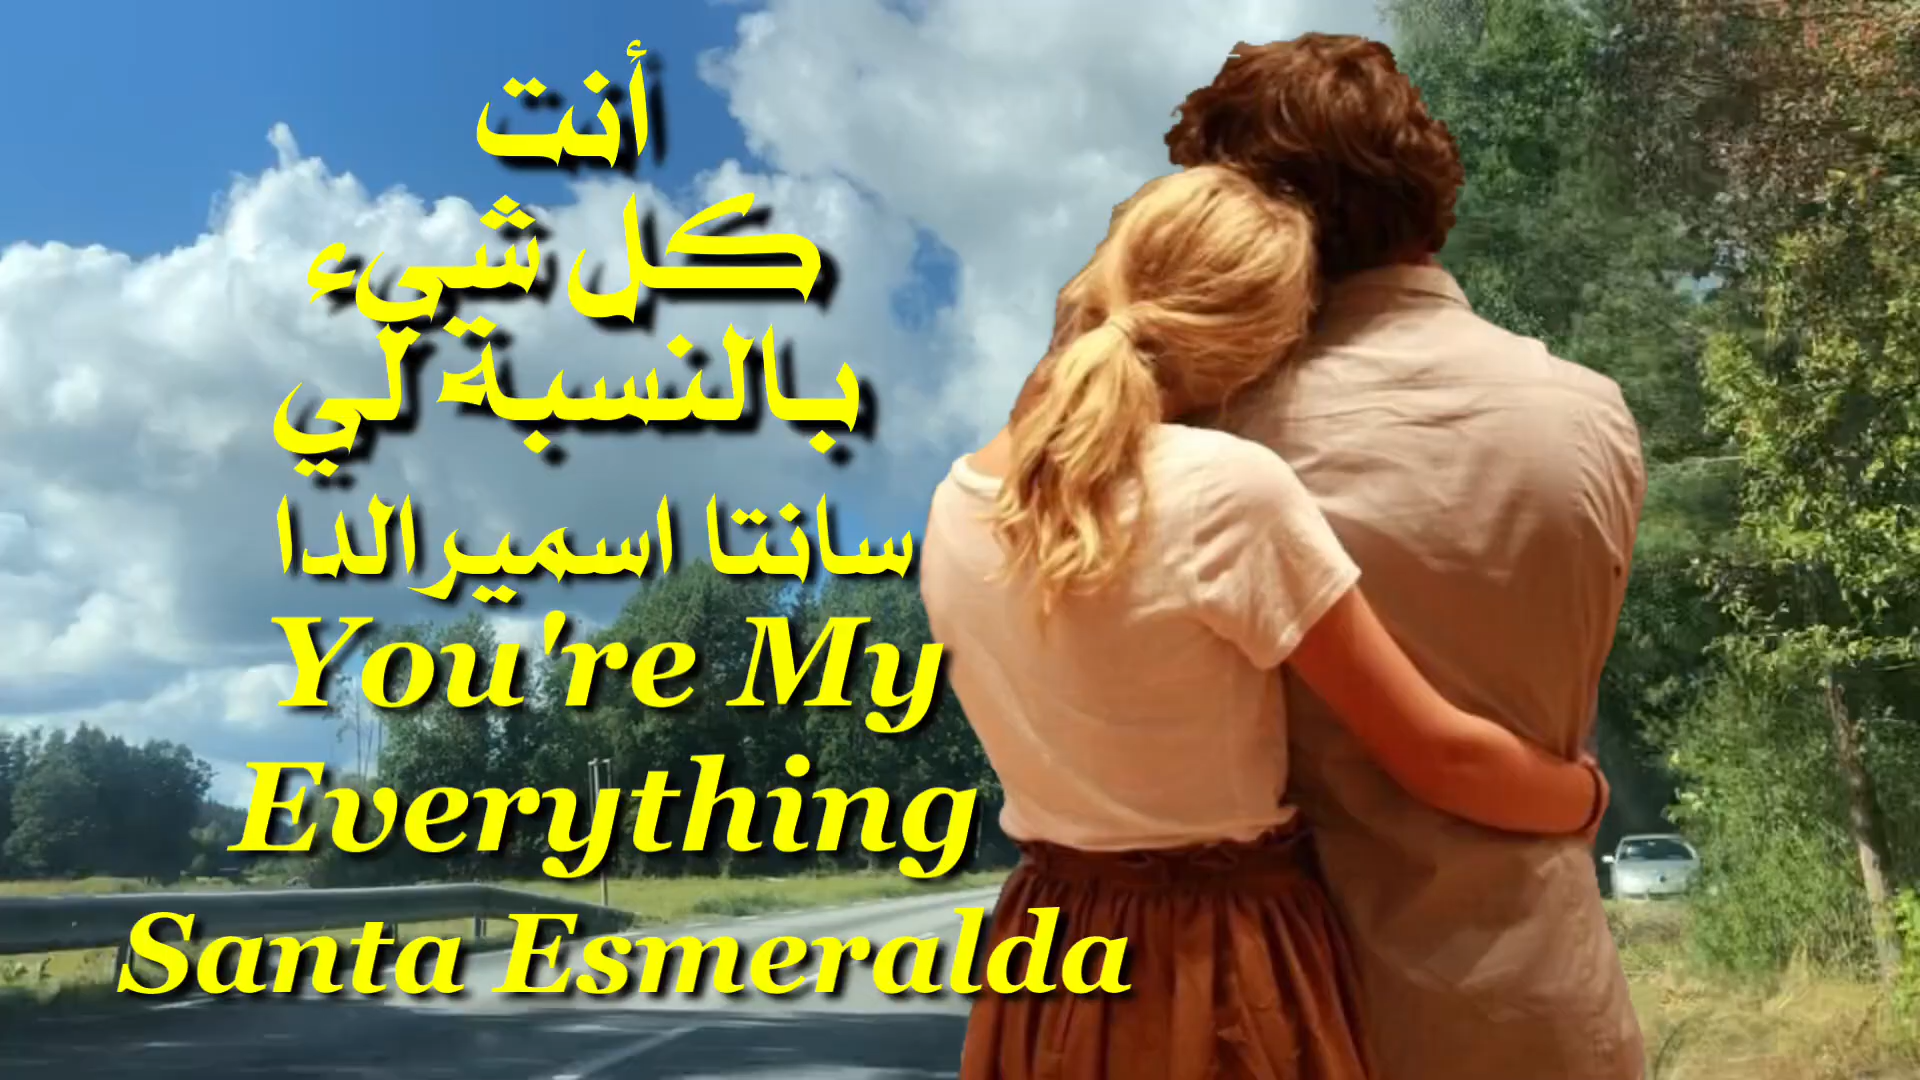 أنت
كل شيء
بالنسبة لي
سانتا اسميرالدا
You're My
Everything
Santa Esmeralda